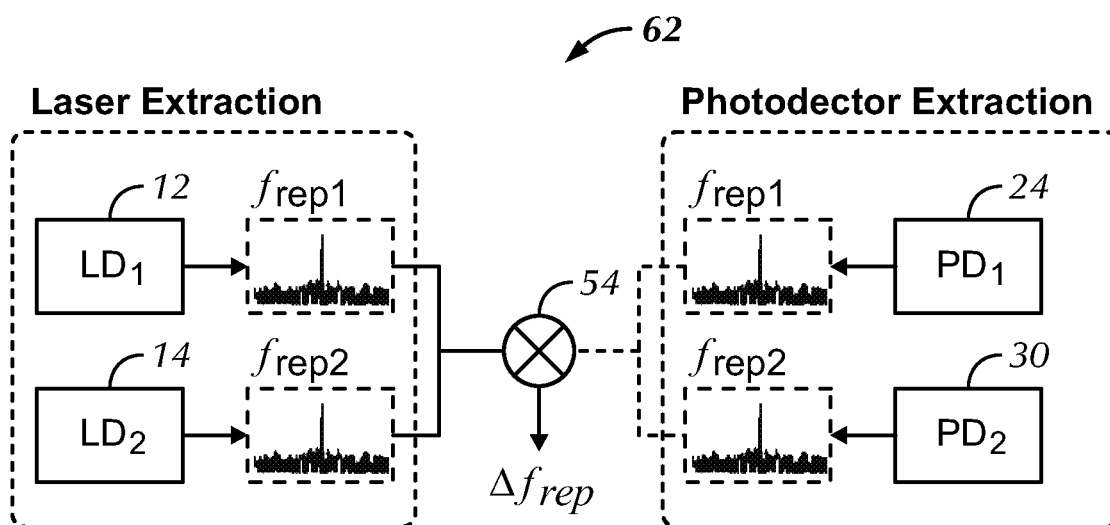 62
Laser Extraction
Photodector Extraction
12
frep1
LD1
14
frep2
LD2
54
Δfrep
frep1
24
PD1
frep2
30
PD2